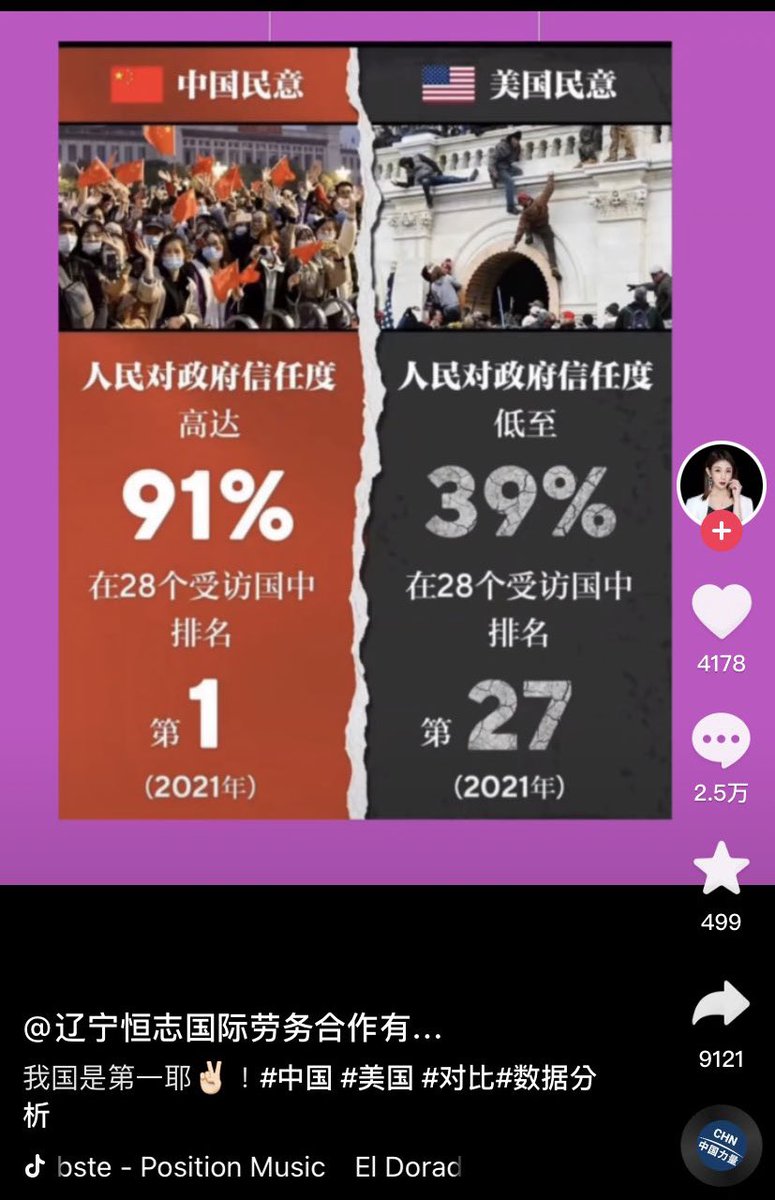 中国民意
美国民意
人民对政府信任度
高达
91%
在28个受访国中
排名
第1
(2021年)
人民对政府信任度
低至
39%
在28个受访国中
排名
第27
(2021年)
4178
2.5万
499
9121
@辽宁恒志国际劳务合作有...
我国是第一耶✌🏻！#中国 #美国 #对比#数据分
析
bste - Position Music El Dorad
CHN
中国力量